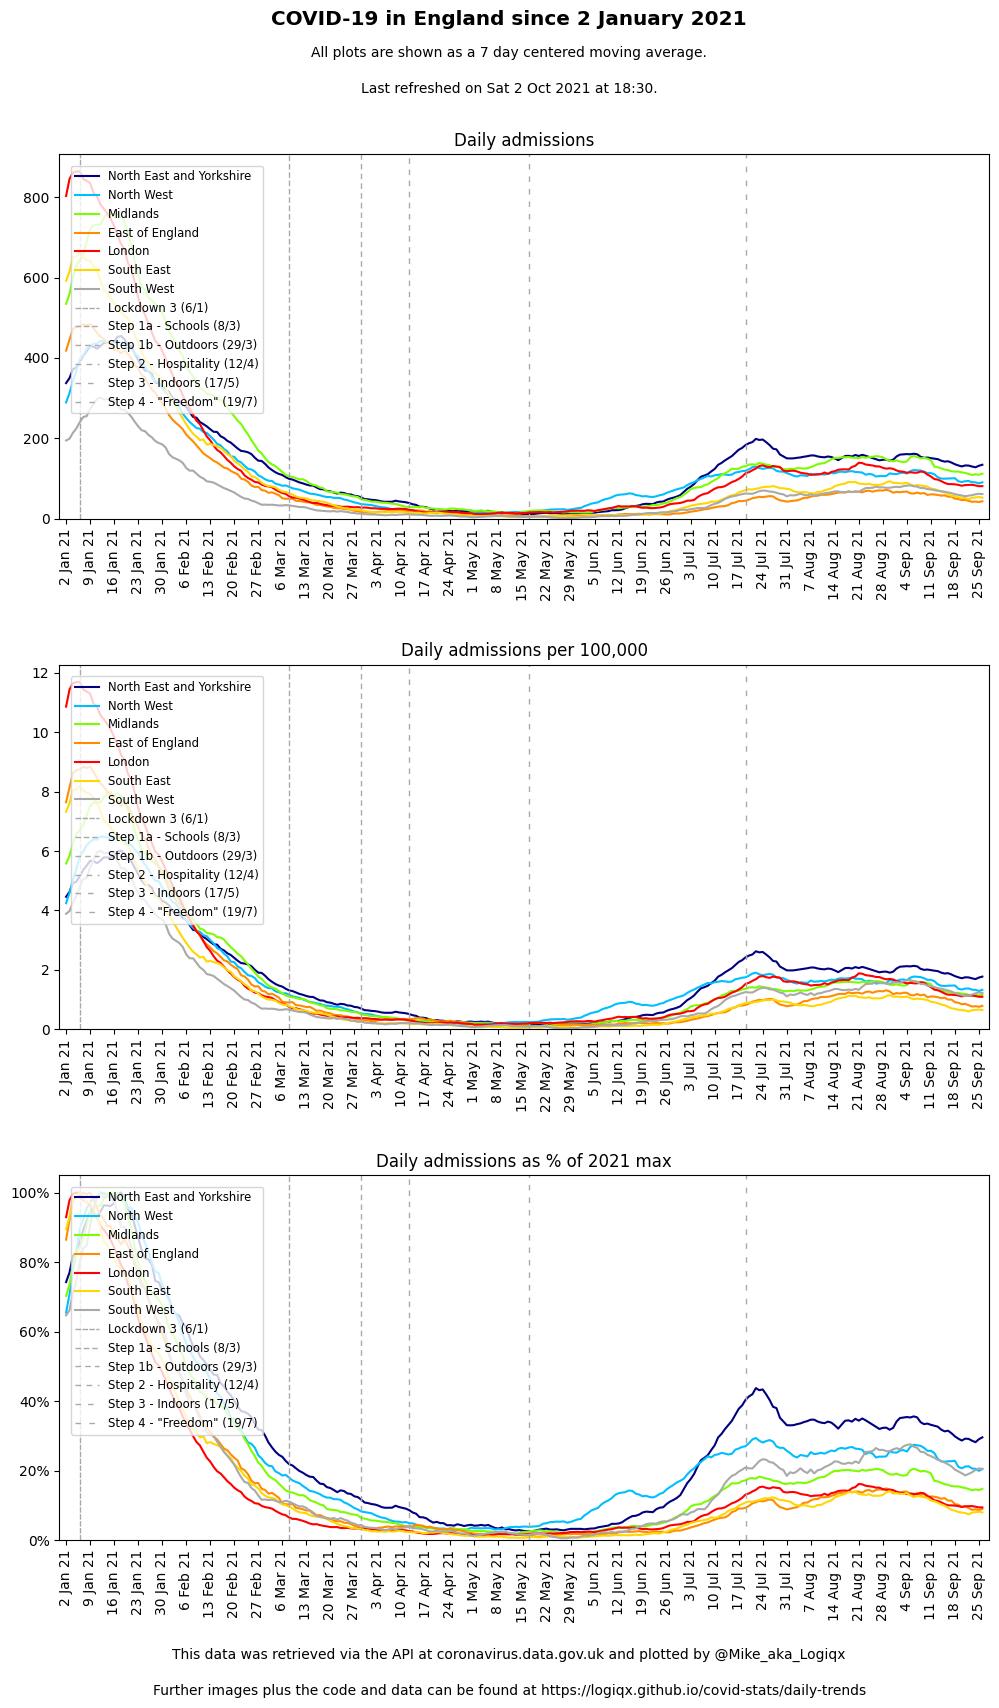 COVID-19 in England since 2 January 2021
All plots are shown as a 7 day centered moving average.
Last refreshed on Sat 2 Oct 2021 at 18:30.
Daily admissions
800
600
400
200
0
North East and Yorkshire
North West
Midlands
East of England
London
South East
South West
Lockdown 3 (6/1)
Step 1a - Schools (8/3)
Step 1b - Outdoors (29/3)
Step 2 - Hospitality (12/4)
Step 3 - Indoors (17/5)
Step 4 - "Freedom" (19/7)
2 Jan 21
9 Jan 21
16 Jan 21
23 Jan 21
30 Jan 21
6 Feb 21
13 Feb 21
20 Feb 21
27 Feb 21
6 Mar 21
13 Mar 21
20 Mar 21
27 Mar 21
3 Apr 21
10 Apr 21
17 Apr 21
24 Apr 21
1 May 21
8 May 21
15 May 21
22 May 21
29 May 21
5 Jun 21
12 Jun 21
19 Jun 21
26 Jun 21
3 Jul 21
10 Jul 21
17 Jul 21
24 Jul 21
31 Jul 21
7 Aug 21
14 Aug 21
21 Aug 21
28 Aug 21
4 Sep 21
11 Sep 21
18 Sep 21
25 Sep 21
Daily admissions per 100,000
12
10
8
6
4
2
0
North East and Yorkshire
North West
Midlands
East of England
London
South East
South West
Lockdown 3 (6/1)
Step 1a - Schools (8/3)
Step 1b - Outdoors (29/3)
Step 2 - Hospitality (12/4)
Step 3 - Indoors (17/5)
Step 4 - "Freedom" (19/7)
2 Jan 21
9 Jan 21
16 Jan 21
23 Jan 21
30 Jan 21
6 Feb 21
13 Feb 21
20 Feb 21
27 Feb 21
6 Mar 21
13 Mar 21
20 Mar 21
27 Mar 21
3 Apr 21
10 Apr 21
17 Apr 21
24 Apr 21
1 May 21
8 May 21
15 May 21
22 May 21
29 May 21
5 Jun 21
12 Jun 21
19 Jun 21
26 Jun 21
3 Jul 21
10 Jul 21
17 Jul 21
24 Jul 21
31 Jul 21
7 Aug 21
14 Aug 21
21 Aug 21
28 Aug 21
4 Sep 21
11 Sep 21
18 Sep 21
25 Sep 21
Daily admissions as % of 2021 max
100%
80%
60%
40%
20%
0%
North East and Yorkshire
North West
Midlands
East of England
London
South East
South West
Lockdown 3 (6/1)
Step 1a - Schools (8/3)
Step 1b - Outdoors (29/3)
Step 2 - Hospitality (12/4)
Step 3 - Indoors (17/5)
Step 4 - "Freedom" (19/7)
2 Jan 21
9 Jan 21
16 Jan 21
23 Jan 21
30 Jan 21
6 Feb 21
13 Feb 21
20 Feb 21
27 Feb 21
6 Mar 21
13 Mar 21
20 Mar 21
27 Mar 21
3 Apr 21
10 Apr 21
17 Apr 21
24 Apr 21
1 May 21
8 May 21
15 May 21
22 May 21
29 May 21
5 Jun 21
12 Jun 21
19 Jun 21
26 Jun 21
3 Jul 21
10 Jul 21
17 Jul 21
24 Jul 21
31 Jul 21
7 Aug 21
14 Aug 21
21 Aug 21
28 Aug 21
4 Sep 21
11 Sep 21
18 Sep 21
25 Sep 21
This data was retrieved via the API at coronavirus.data.gov.uk and plotted by @Mike_aka_Logiqx
Further images plus the code and data can be found at https://logiqx.github.io/covid-stats/daily-trends